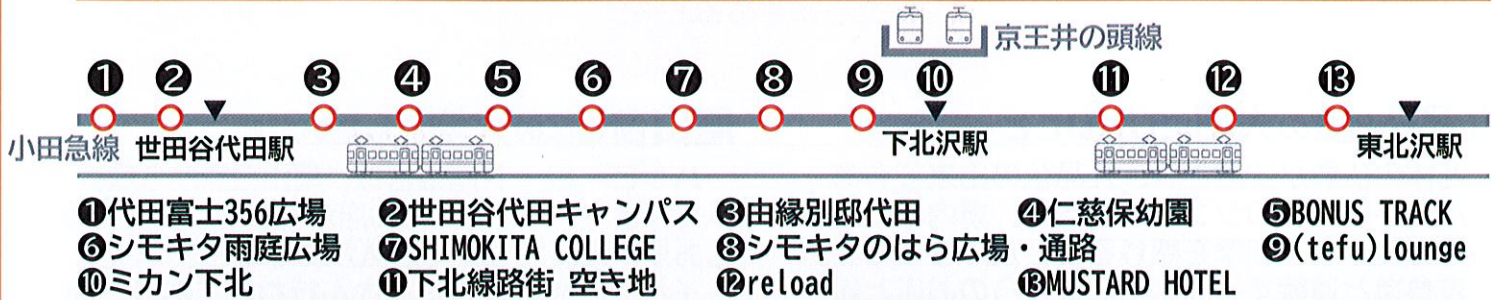 京王井の頭線
❶ ❷ ❸ ❹ ❺ ❻ ❼ ❽ ❾ ❿ ⓫ ⓬ ⓭
小田急線 世田谷代田駅 下北沢駅 東北沢駅
❶代田富士356広場 ❷世田谷代田キャンパス ❸由縁別邸代田 ❹仁慈保幼園 ❺BONUS TRACK
❻シモキタ雨庭広場 ❼SHIMOKITA COLLEGE ❽シモキタのはら広場・通路 ❾(tefu)lounge
❿ミカン下北 ⓫下北線路街 空き地 ⓬reload ⓭MUSTARD HOTEL